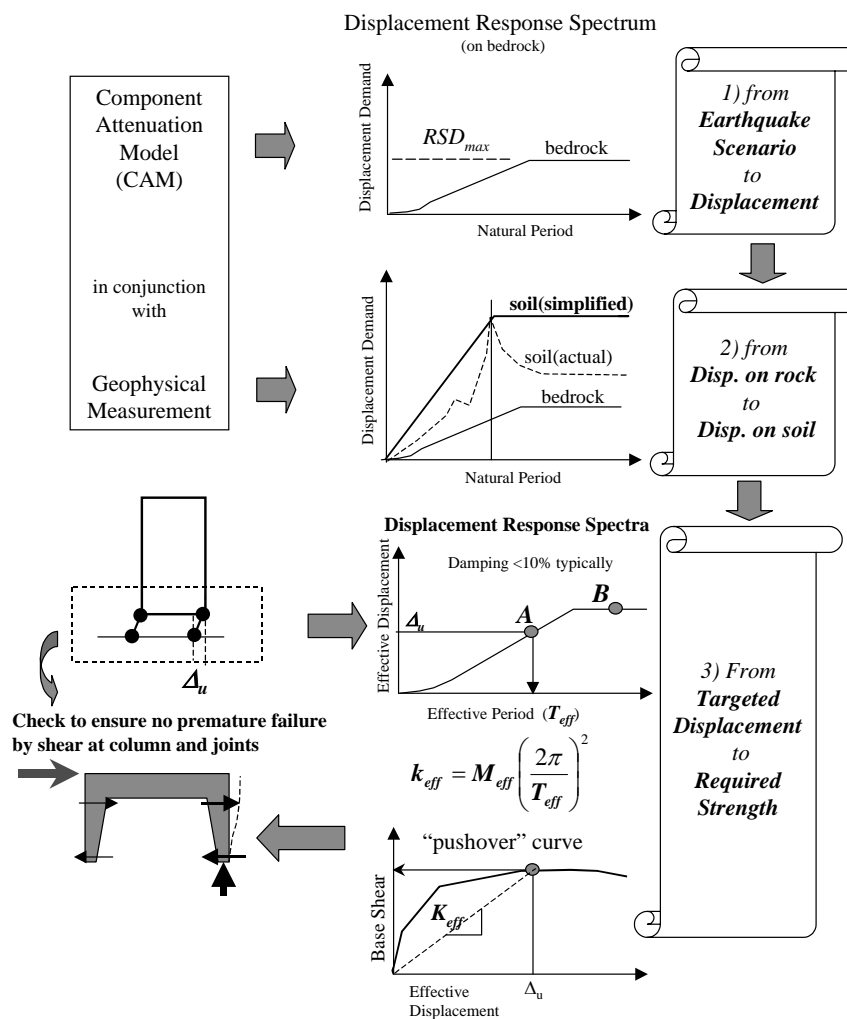 Displacement Response Spectrum
(on bedrock)
Component
Attenuation
Model
(CAM)
in conjunction
with
Geophysical
Measurement
Displacement Demand
RSD_max
bedrock
Natural Period
1) from
Earthquake
Scenario
to
Displacement
Displacement Demand
soil(simplified)
soil(actual)
bedrock
Natural Period
2) from
Disp. on rock
to
Disp. on soil
Δ_u
Displacement Response Spectra
Effective Displacement
Damping <10% typically
Δ_u
A
B
Effective Period (T_eff)
Check to ensure no premature failure
by shear at column and joints
k_eff = M_eff (2π / T_eff)^2
Base Shear
"pushover" curve
K_eff
Effective
Displacement
Δ_u
3) From
Targeted
Displacement
to
Required
Strength